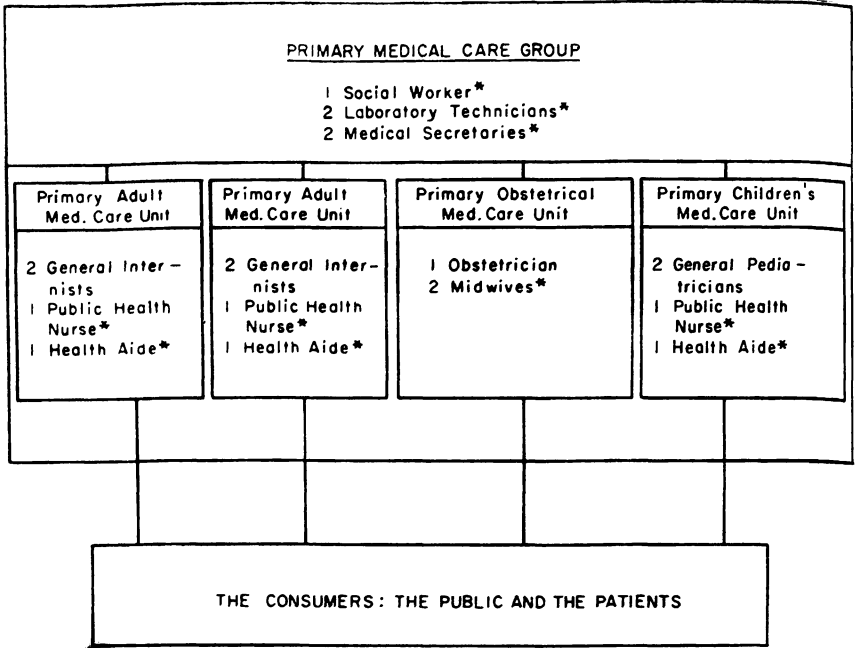 PRIMARY MEDICAL CARE GROUP
1 Social Worker*
2 Laboratory Technicians*
2 Medical Secretaries*
Primary Adult
Med. Care Unit
2 General Inter-
nists
1 Public Health
Nurse*
1 Health Aide*
Primary Adult
Med. Care Unit
2 General Inter-
nists
1 Public Health
Nurse*
1 Health Aide*
Primary Obstetrical
Med. Care Unit
1 Obstetrician
2 Midwives*
Primary Children's
Med. Care Unit
2 General Pedia-
tricians
1 Public Health
Nurse*
1 Health Aide*
THE CONSUMERS: THE PUBLIC AND THE PATIENTS